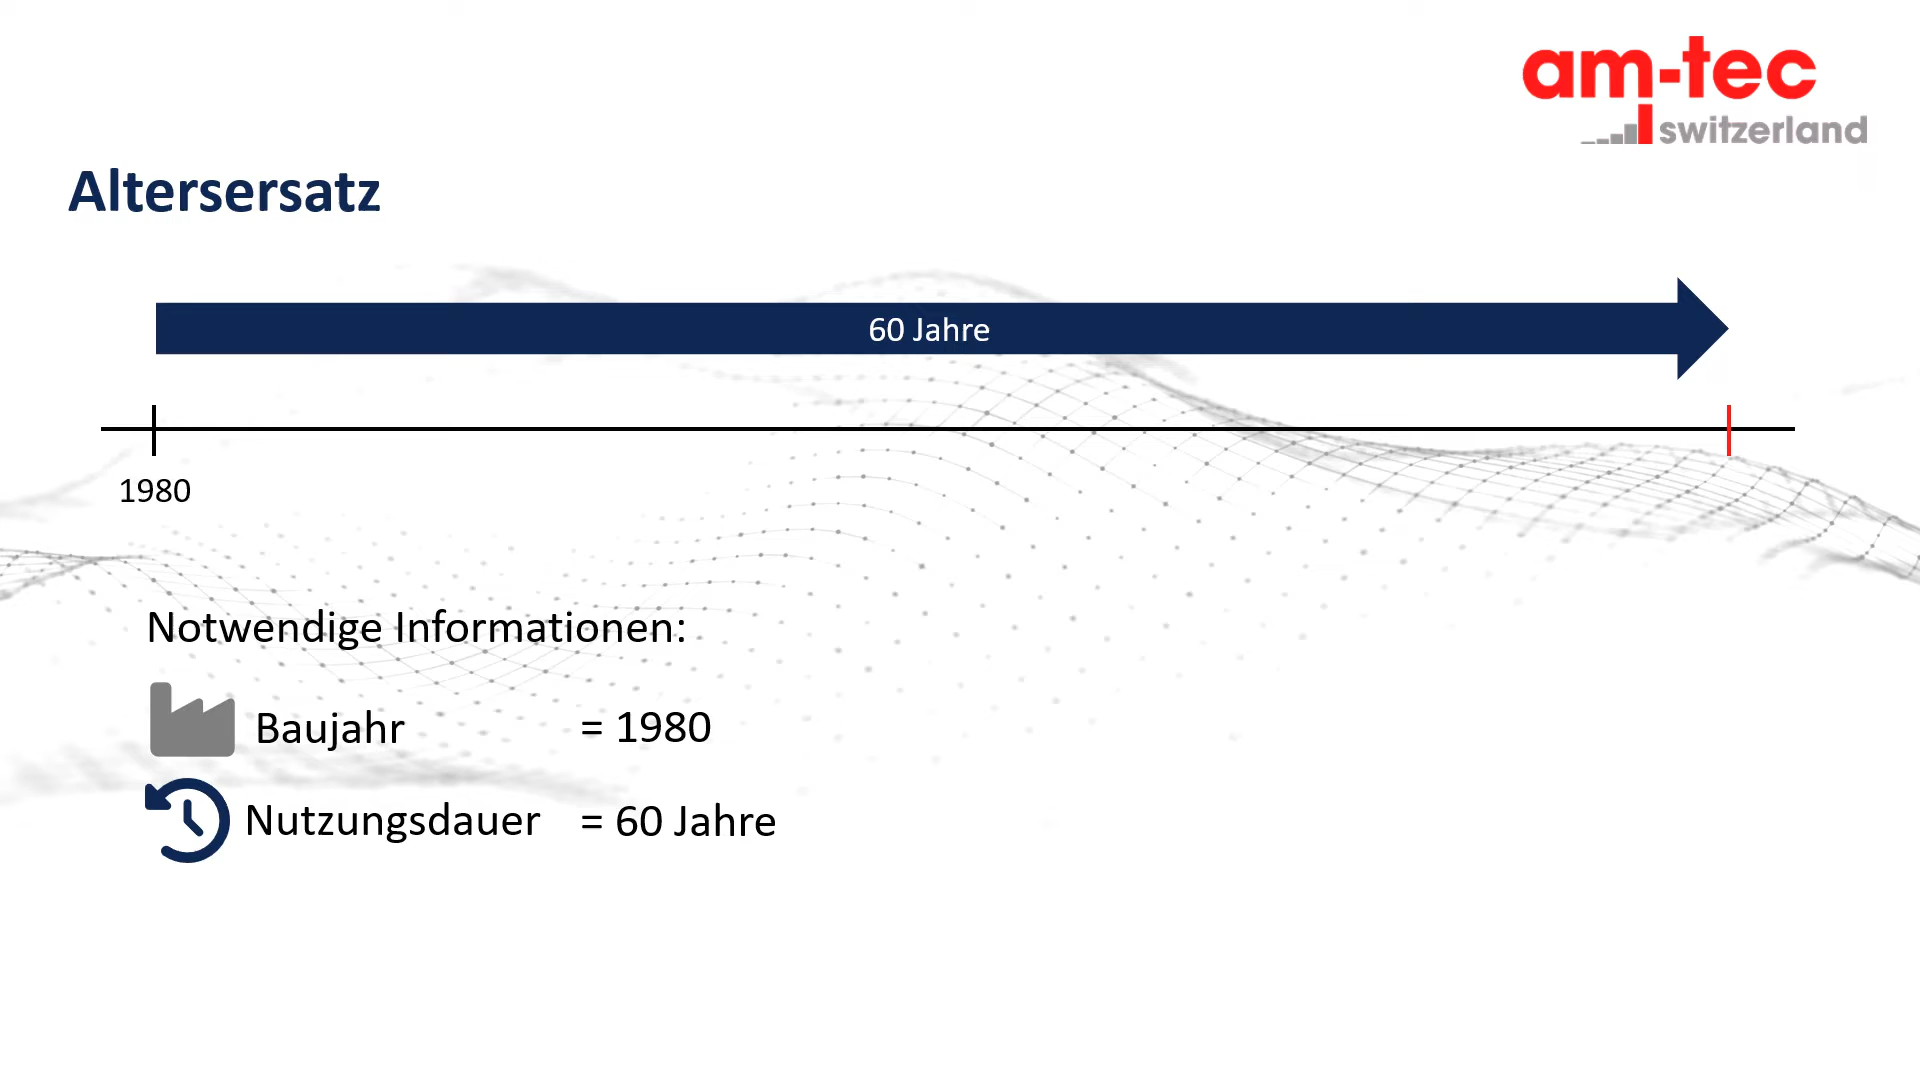 am-tec
switzerland
Altersersatz
60 Jahre
1980
Notwendige Informationen:
Baujahr = 1980
Nutzungsdauer = 60 Jahre